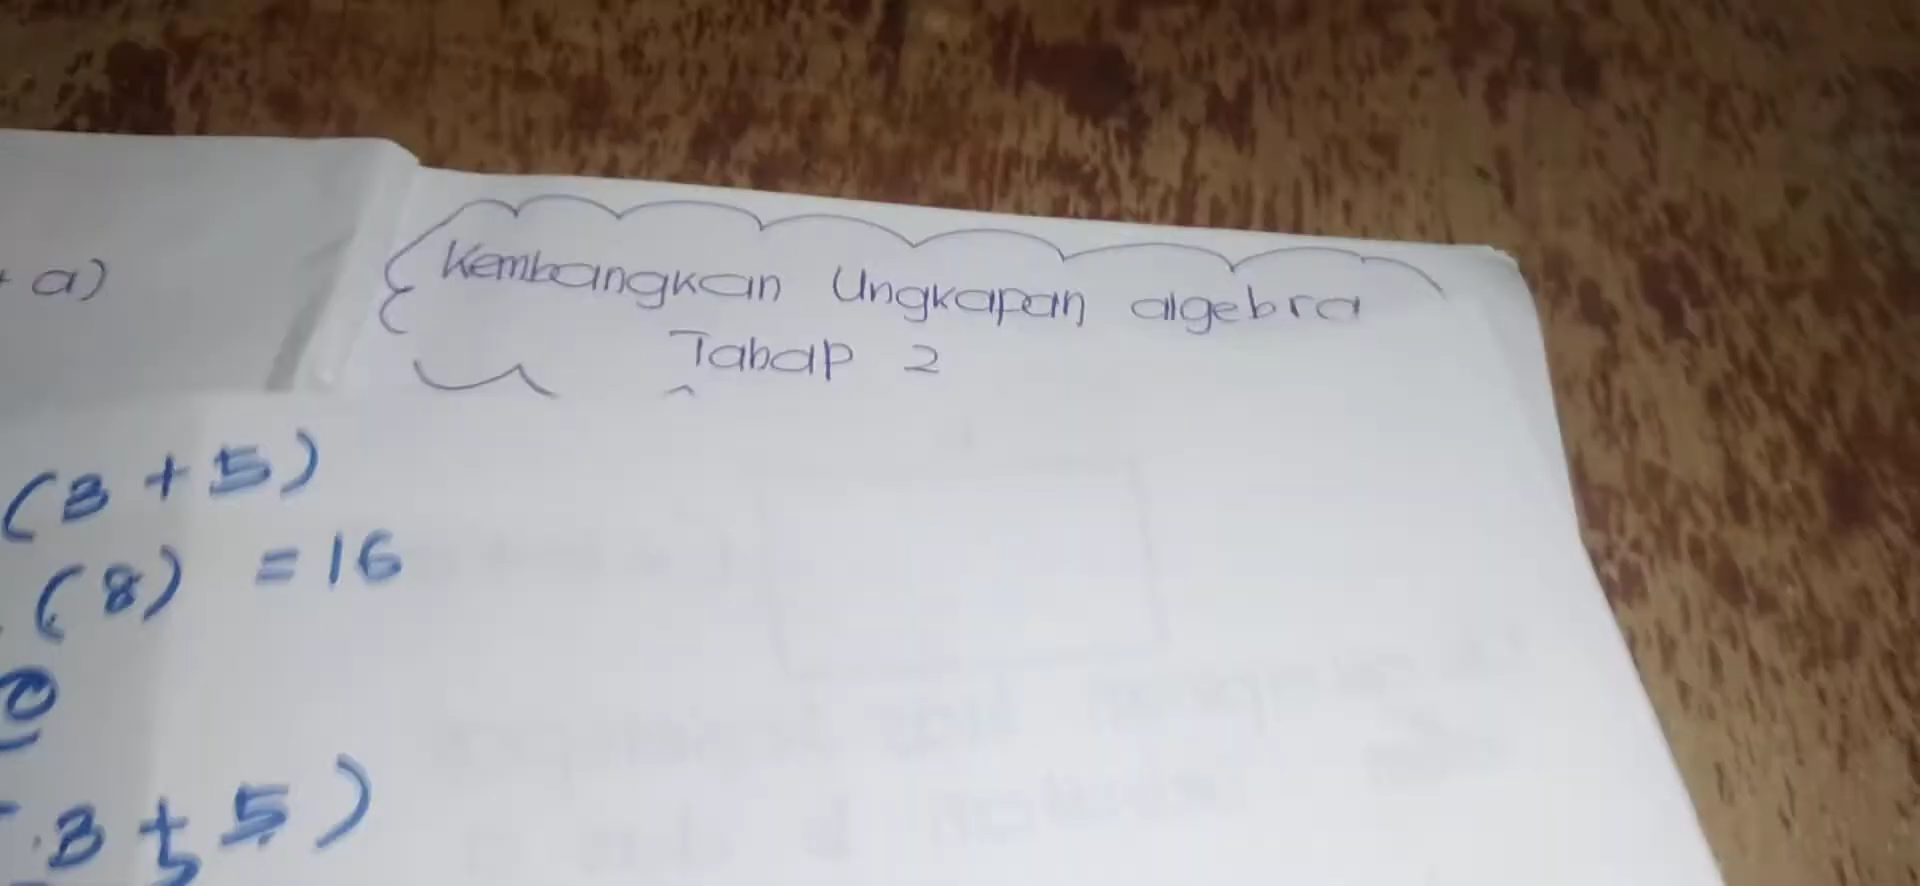 a)
Kembangkan Ungkapan algebra
Tahap 2
(3 + 5)
(8) = 16
3 + 5)